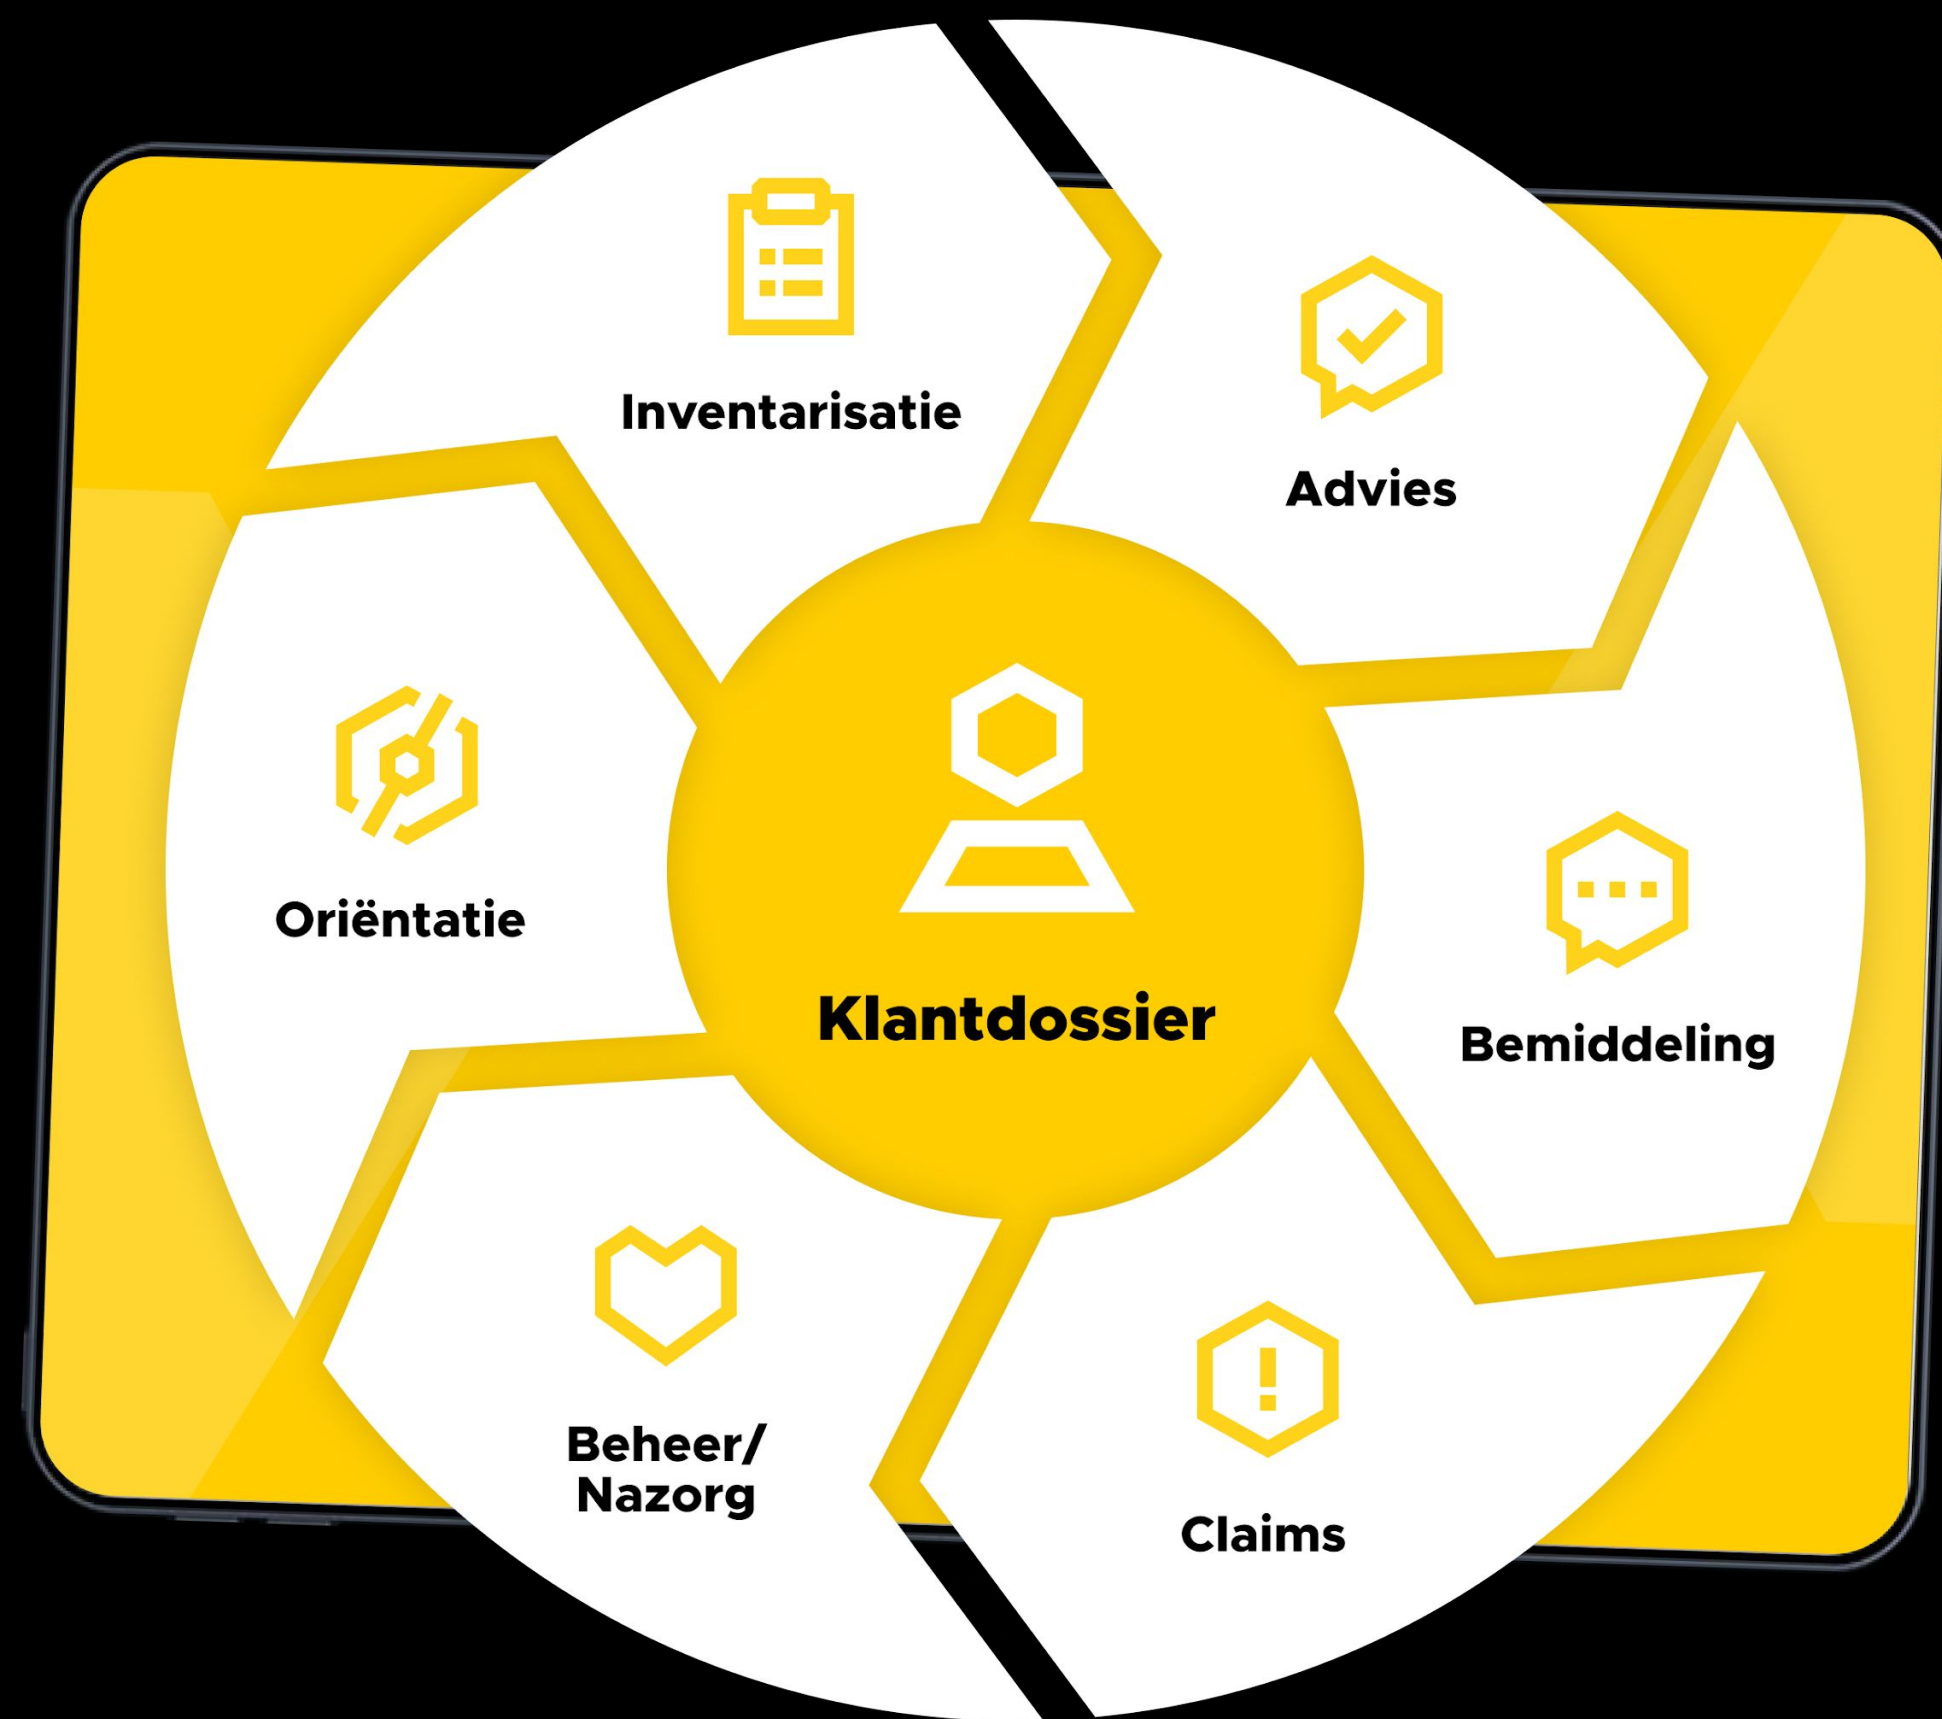 Inventarisatie
Advies
Oriëntatie
Klantdossier
Bemiddeling
Beheer/
Nazorg
Claims